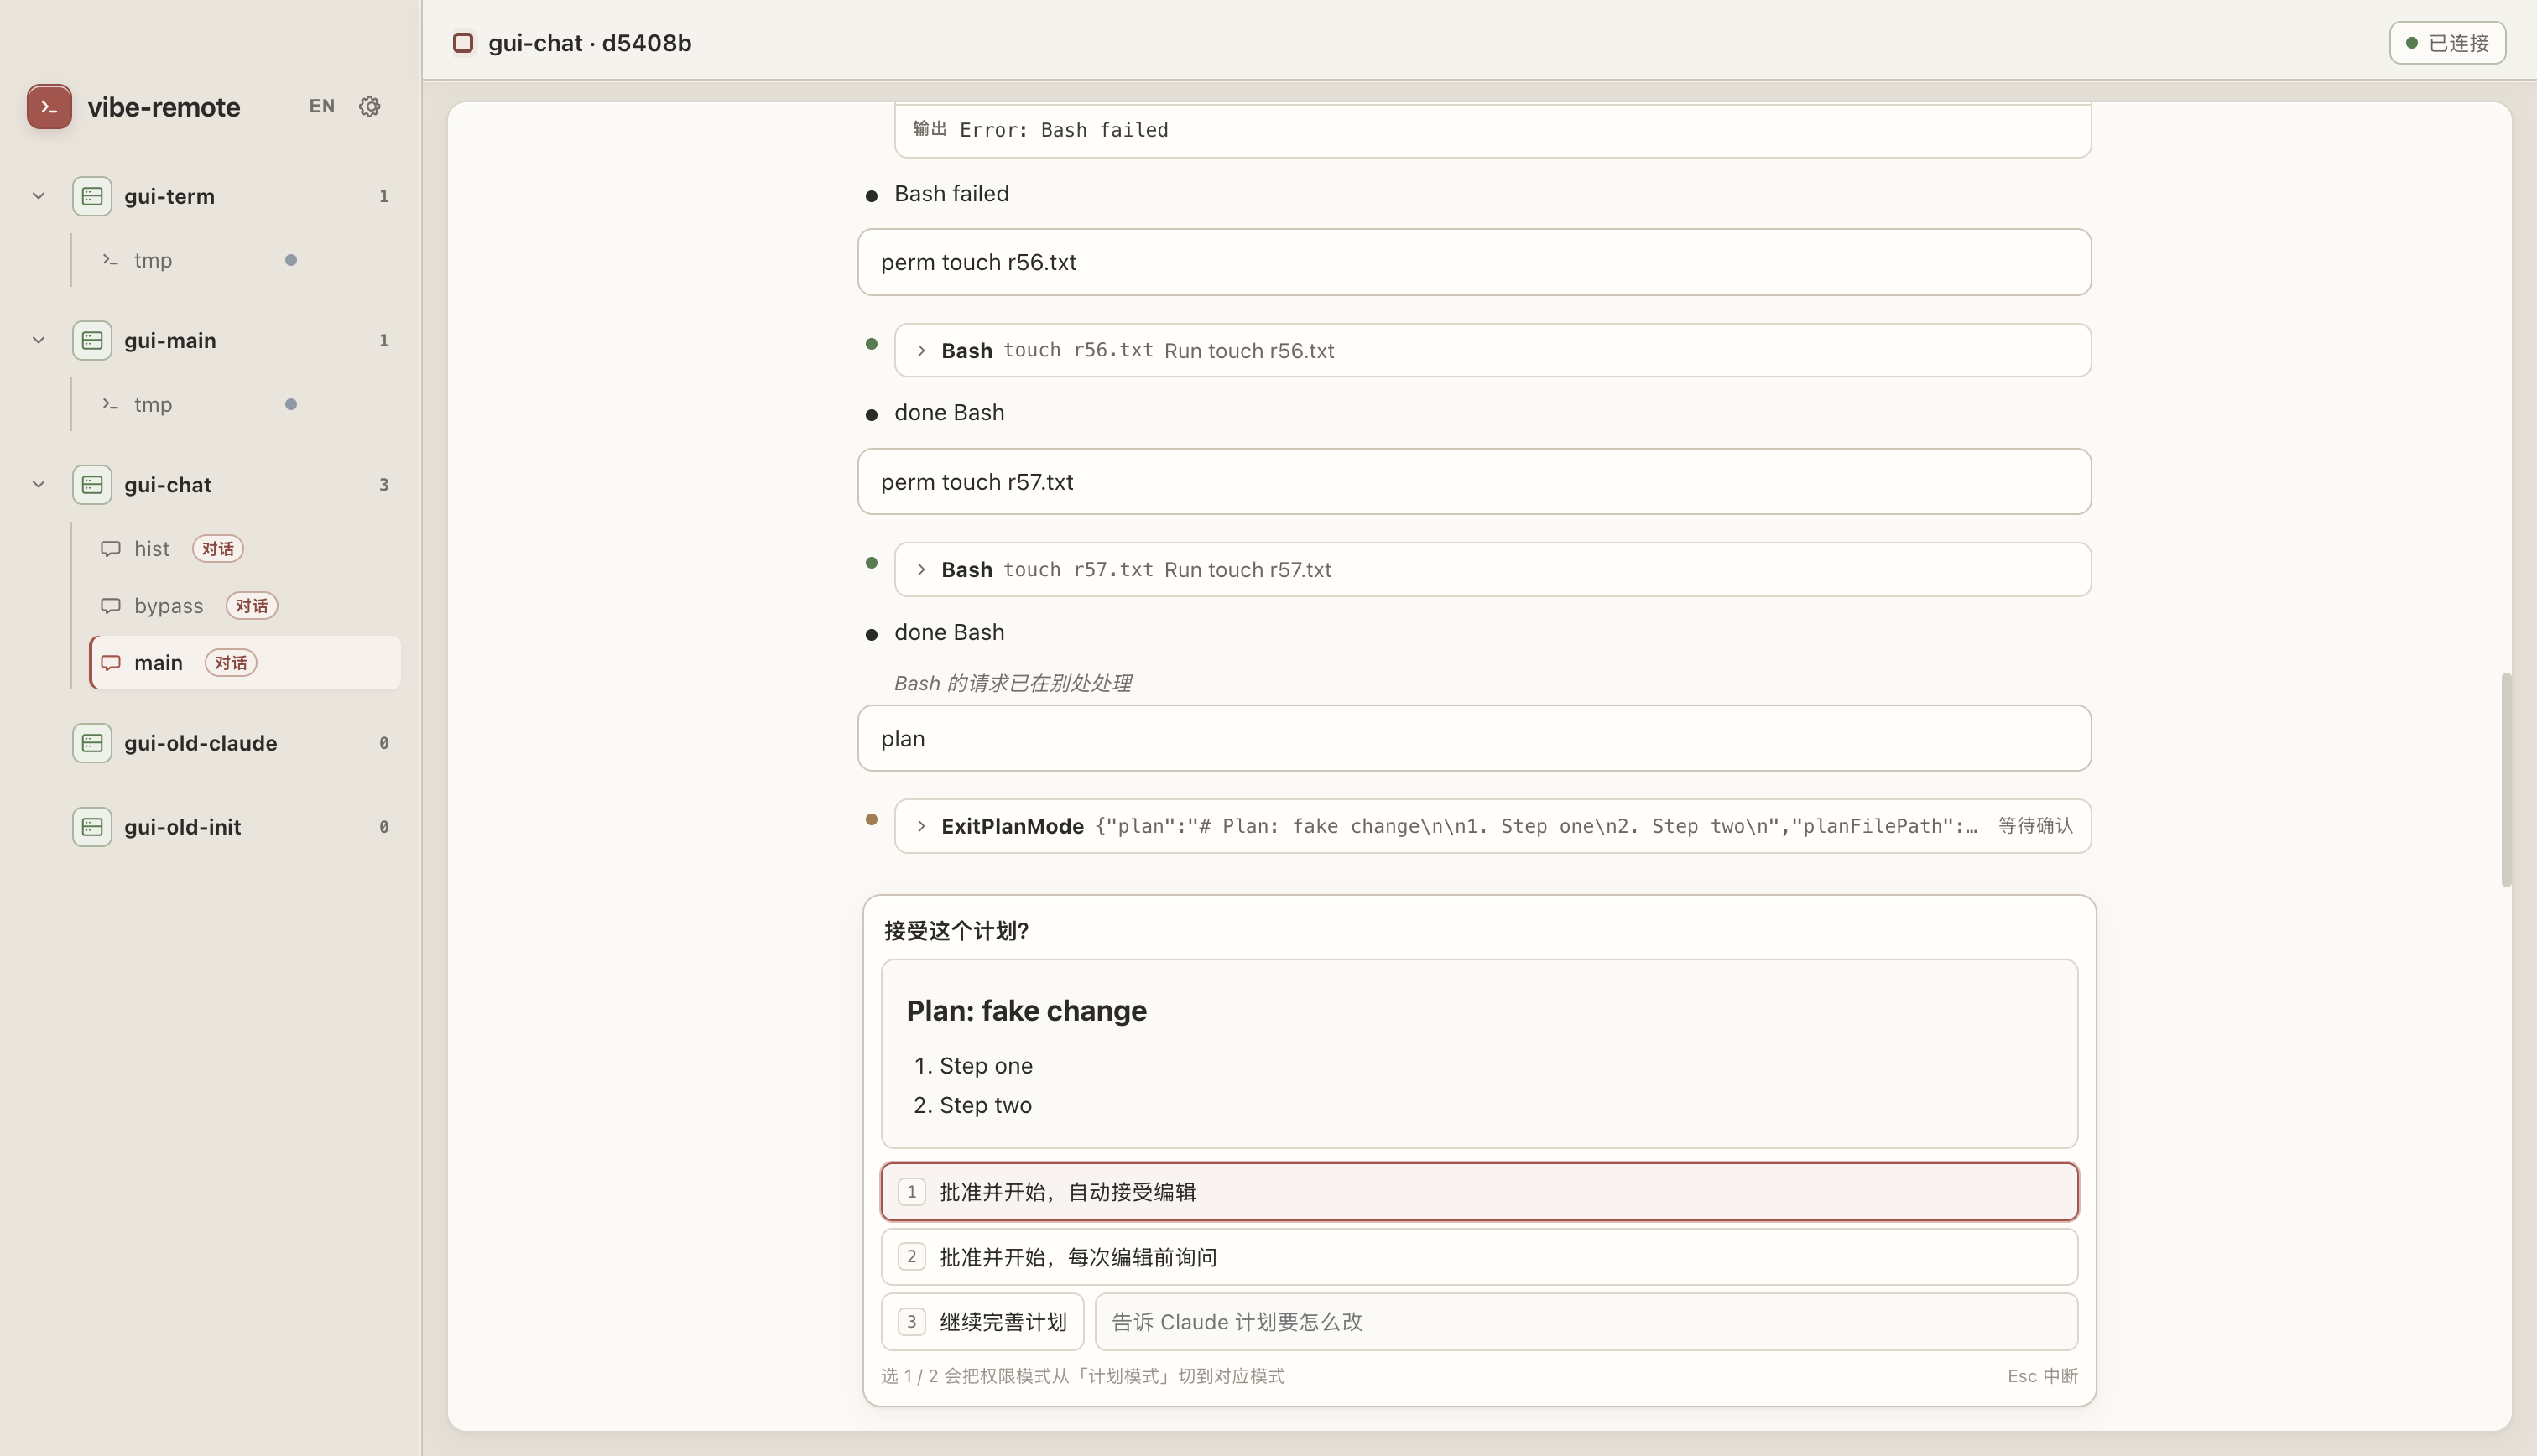 vibe-remote
EN
gui-term 1
tmp
gui-main 1
tmp
gui-chat 3
hist 对话
bypass 对话
main 对话
gui-old-claude 0
gui-old-init 0
gui-chat · d5408b
已连接
输出 Error: Bash failed
Bash failed
perm touch r56.txt
Bash touch r56.txt Run touch r56.txt
done Bash
perm touch r57.txt
Bash touch r57.txt Run touch r57.txt
done Bash
Bash 的请求已在别处处理
plan
ExitPlanMode {"plan":"# Plan: fake change\n\n1. Step one\n2. Step two\n","planFilePath":… 等待确认
接受这个计划?
Plan: fake change
1. Step one
2. Step two
1 批准并开始，自动接受编辑
2 批准并开始，每次编辑前询问
3 继续完善计划 告诉 Claude 计划要怎么改
选 1 / 2 会把权限模式从「计划模式」切到对应模式 Esc 中断